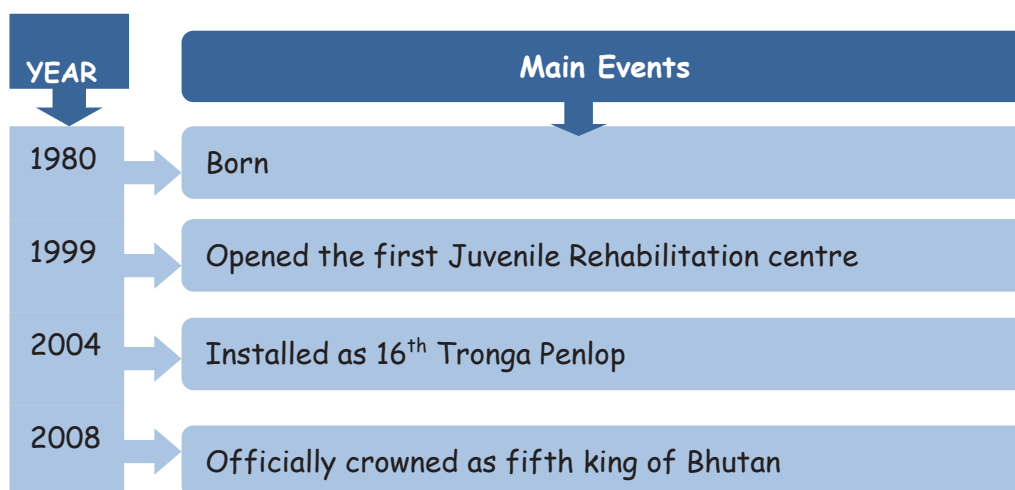 YEAR
Main Events
1980
Born
1999
Opened the first Juvenile Rehabilitation centre
2004
Installed as 16th Tronga Penlop
2008
Officially crowned as fifth king of Bhutan